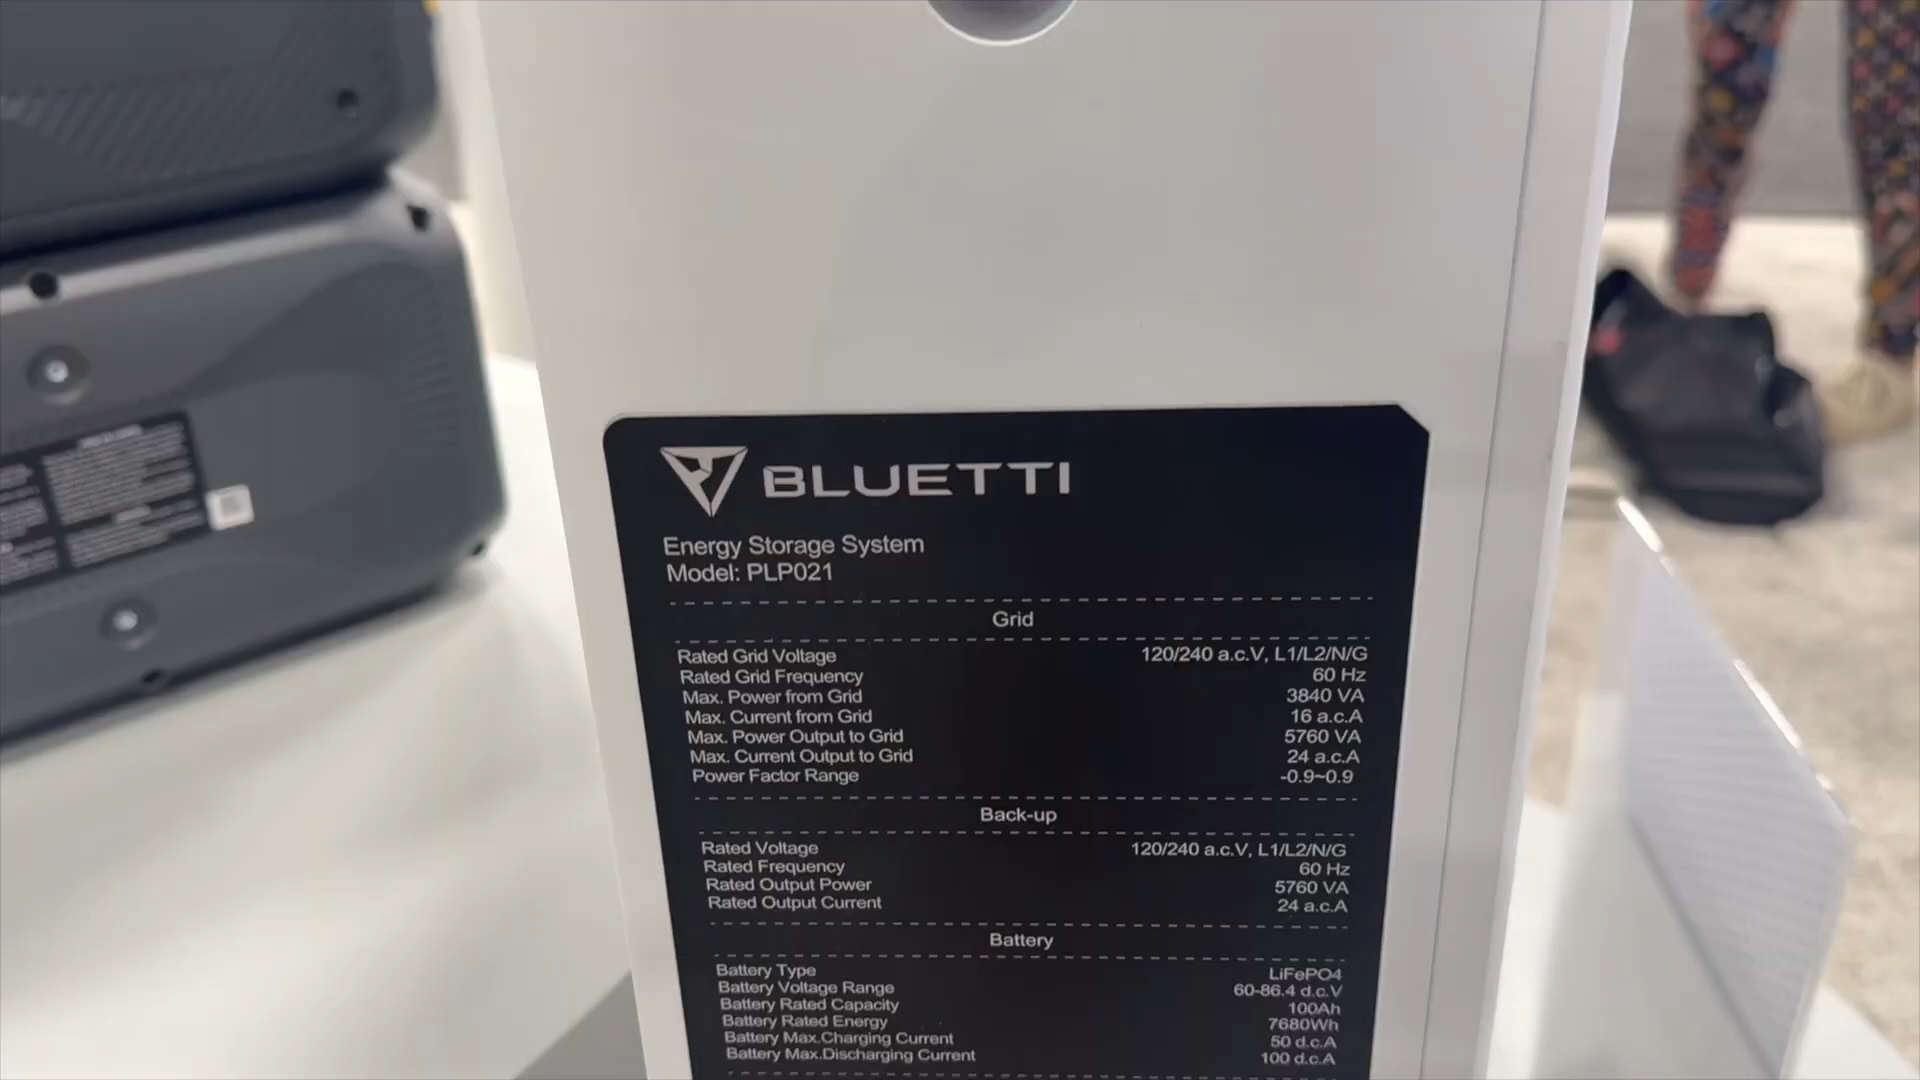 BLUETTI
Energy Storage System
Model: PLP021
Grid
Rated Grid Voltage 120/240 a.c.V, L1/L2/N/G
Rated Grid Frequency 60 Hz
Max. Power from Grid 3840 VA
Max. Current from Grid 16 a.c.A
Max. Power Output to Grid 5760 VA
Max. Current Output to Grid 24 a.c.A
Power Factor Range -0.9~0.9
Back-up
Rated Voltage 120/240 a.c.V, L1/L2/N/G
Rated Frequency 60 Hz
Rated Output Power 5760 VA
Rated Output Current 24 a.c.A
Battery
Battery Type LiFePO4
Battery Voltage Range 60-86.4 d.c.V
Battery Rated Capacity 100Ah
Battery Rated Energy 7680Wh
Battery Max.Charging Current 50 d.c.A
Battery Max.Discharging Current 100 d.c.A